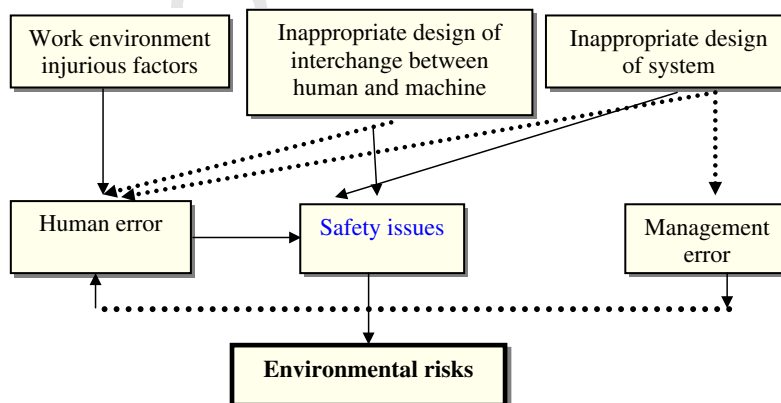 Work environment
injurious factors
Inappropriate design of
interchange between
human and machine
Inappropriate design
of system
Human error
Safety issues
Management
error
Environmental risks